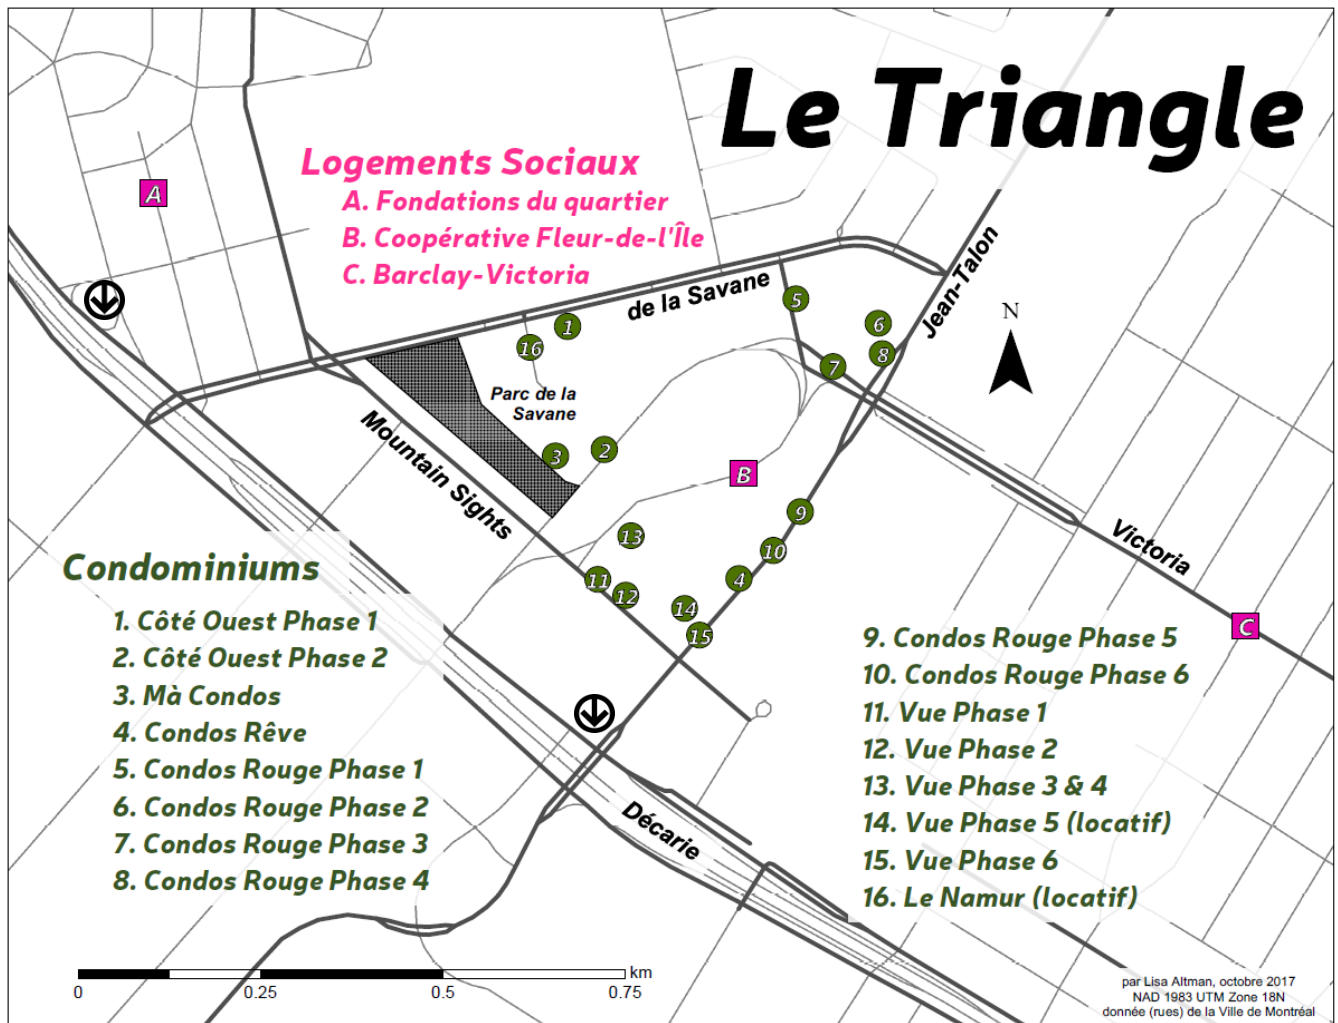 Le Triangle
Logements Sociaux
A. Fondations du quartier
B. Coopérative Fleur-de-l'Île
C. Barclay-Victoria
A
de la Savane
Jean-Talon
N
5
6
1
16
8
7
Parc de la
Savane
Mountain Sights
3
2
B
9
13
10
Victoria
11
12
4
14
15
C
Condominiums
1. Côté Ouest Phase 1
2. Côté Ouest Phase 2
3. Mà Condos
4. Condos Rêve
5. Condos Rouge Phase 1
6. Condos Rouge Phase 2
7. Condos Rouge Phase 3
8. Condos Rouge Phase 4
9. Condos Rouge Phase 5
10. Condos Rouge Phase 6
11. Vue Phase 1
12. Vue Phase 2
13. Vue Phase 3 & 4
14. Vue Phase 5 (locatif)
15. Vue Phase 6
16. Le Namur (locatif)
Décarie
km
0 0.25 0.5 0.75
par Lisa Altman, octobre 2017
NAD 1983 UTM Zone 18N
donnée (rues) de la Ville de Montréal